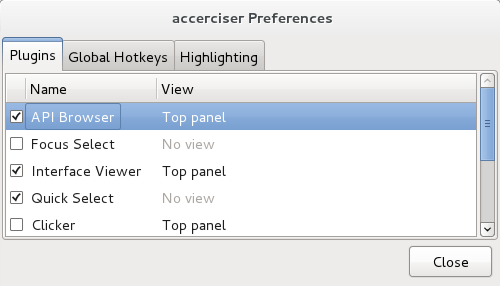 accerciser Preferences
Plugins Global Hotkeys Highlighting
Name View
API Browser Top panel
Focus Select No view
Interface Viewer Top panel
Quick Select No view
Clicker Top panel
Close